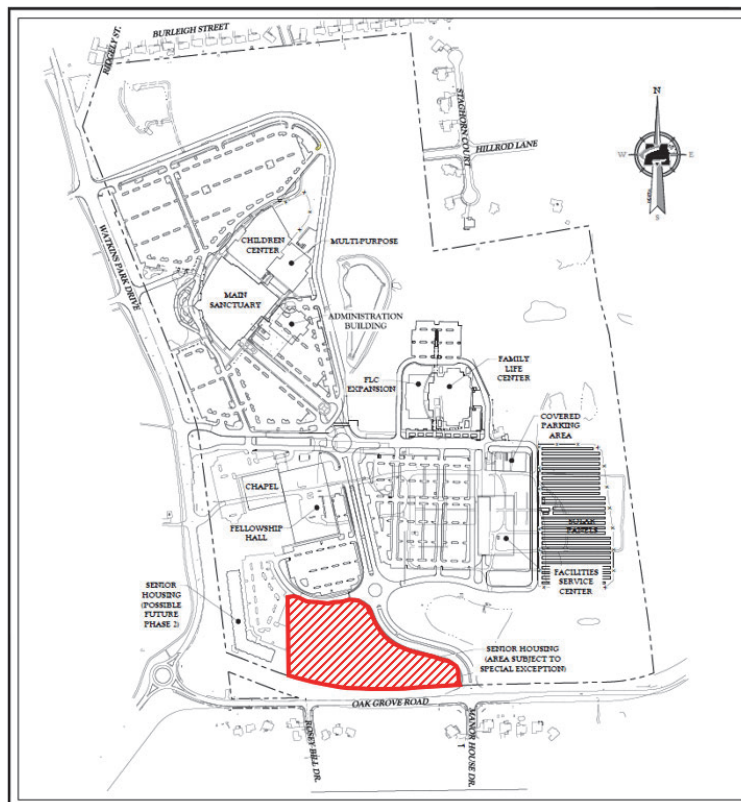 BURLEIGH STREET
RIDGELY ST.
STAGHORN COURT
HILLROD LANE
N
W
E
S
WATKINS PARK DRIVE
CHILDREN
CENTER
MULTI-PURPOSE
MAIN
SANCTUARY
ADMINISTRATION
BUILDING
FLC
EXPANSION
FAMILY
LIFE
CENTER
COVERED
PARKING
AREA
CHAPEL
FELLOWSHIP
HALL
SOLAR
PANELS
FACILITIES
SERVICE
CENTER
SENIOR
HOUSING
(POSSIBLE
FUTURE
PHASE 2)
SENIOR HOUSING
(AREA SUBJECT TO
SPECIAL EXCEPTION)
OAK GROVE ROAD
ROSEY BILL DR.
MANOR HOUSE DR.